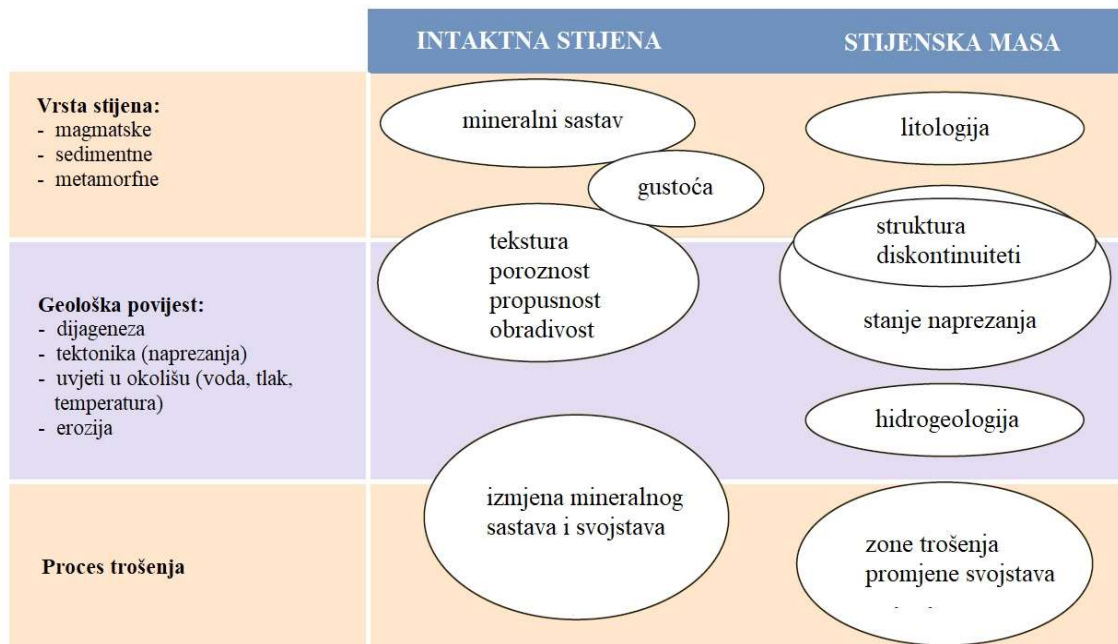 INTAKTNA STIJENA
STIJENSKA MASA
Vrsta stijena:
- magmatske
- sedimentne
- metamorfne
mineralni sastav
gustoća
litologija
struktura
diskontinuiteti
tekstura
poroznost
propusnost
obradivost
stanje naprezanja
Geološka povijest:
- dijageneza
- tektonika (naprezanja)
- uvjeti u okolišu (voda, tlak,
temperatura)
- erozija
hidrogeologija
izmjena mineralnog
sastava i svojstava
Proces trošenja
zone trošenja
promjene svojstava